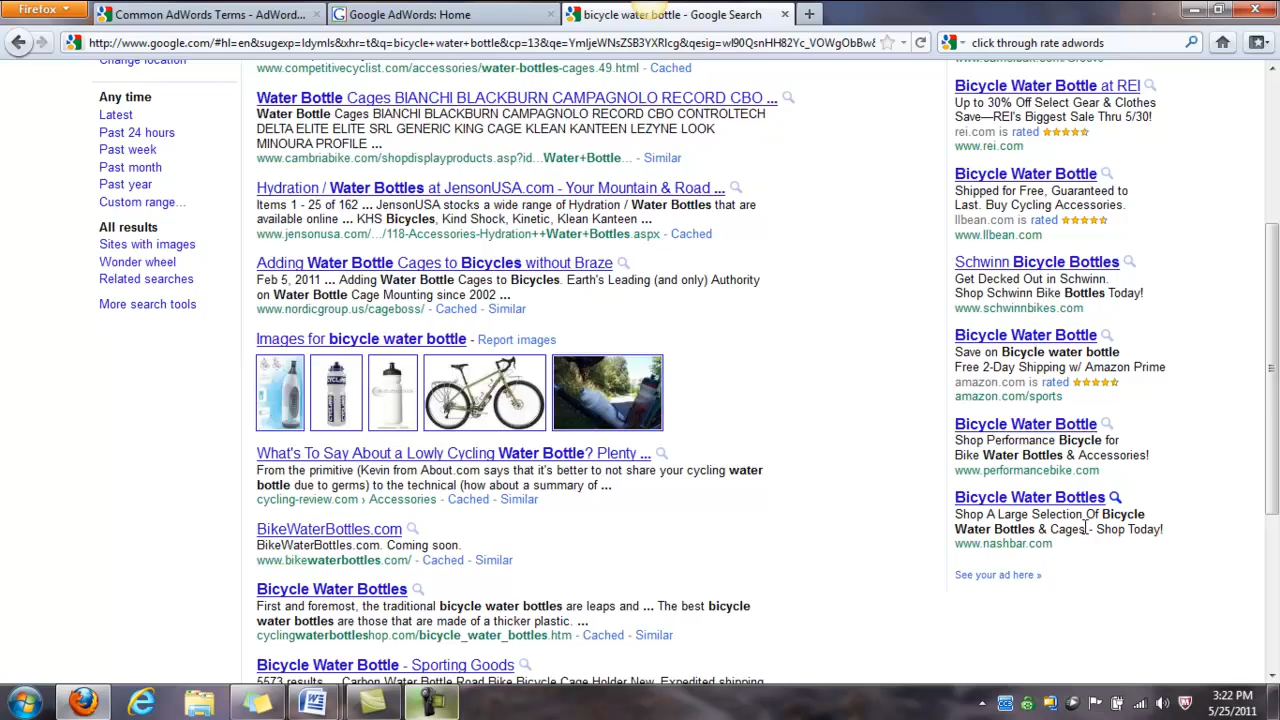 Firefox
Common AdWords Terms - AdWord...
Google AdWords: Home
bicycle water bottle - Google Search
click through rate adwords
Change location
Any time
Latest
Past 24 hours
Past week
Past month
Past year
Custom range...
All results
Sites with images
Wonder wheel
Related searches
More search tools
www.competitivecyclist.com/accessories/water-bottles-cages.49.html - Cached
Water Bottle Cages BIANCHI BLACKBURN CAMPAGNOLO RECORD CBO ...
Water Bottle Cages BIANCHI BLACKBURN CAMPAGNOLO RECORD CBO CONTROLTECH
DELTA ELITE ELITE SRL GENERIC KING CAGE KLEAN KANTEEN LEZYNE LOOK
MINOURA PROFILE ...
www.cambriabike.com/shopdisplayproducts.asp?id...Water+Bottle... - Similar
Hydration / Water Bottles at JensonUSA.com - Your Mountain & Road ...
Items 1 - 25 of 162 ... JensonUSA stocks a wide range of Hydration / Water Bottles that are
available online ... KHS Bicycles, Kind Shock, Kinetic, Klean Kanteen ...
www.jensonusa.com/.../118-Accessories-Hydration++Water+Bottles.aspx - Cached
Adding Water Bottle Cages to Bicycles without Braze
Feb 5, 2011 ... Adding Water Bottle Cages to Bicycles. Earth's Leading (and only) Authority
on Water Bottle Cage Mounting since 2002 ...
www.nordicgroup.us/cageboss/ - Cached - Similar
Images for bicycle water bottle - Report images
What's To Say About a Lowly Cycling Water Bottle? Plenty ...
From the primitive (Kevin from About.com says that it's better to not share your cycling water
bottle due to germs) to the technical (how about a summary of ...
cycling-review.com › Accessories - Cached - Similar
BikeWaterBottles.com
BikeWaterBottles.com. Coming soon.
www.bikewaterbottles.com/ - Cached - Similar
Bicycle Water Bottles
First and foremost, the traditional bicycle water bottles are leaps and ... The best bicycle
water bottles are those that are made of a thicker plastic. ...
cyclingwaterbottleshop.com/bicycle_water_bottles.htm - Cached - Similar
Bicycle Water Bottle - Sporting Goods
5573 results ... Carbon Water Bottle Road Bike Bicycle Cage Holder New. Expedited shipping
Bicycle Water Bottle at REI
Up to 30% Off Select Gear & Clothes
Save—REI's Biggest Sale Thru 5/30!
rei.com is rated
www.rei.com
Bicycle Water Bottle
Shipped for Free, Guaranteed to
Last. Buy Cycling Accessories.
llbean.com is rated
www.llbean.com
Schwinn Bicycle Bottles
Get Decked Out in Schwinn.
Shop Schwinn Bike Bottles Today!
www.schwinnbikes.com
Bicycle Water Bottle
Save on Bicycle water bottle
Free 2-Day Shipping w/ Amazon Prime
amazon.com is rated
amazon.com/sports
Bicycle Water Bottles
Shop Performance Bicycle for
Bike Water Bottles & Accessories!
www.performancebike.com
Bicycle Water Bottles
Shop A Large Selection Of Bicycle
Water Bottles & Cages - Shop Today!
www.nashbar.com
See your ad here »
3:22 PM
5/25/2011